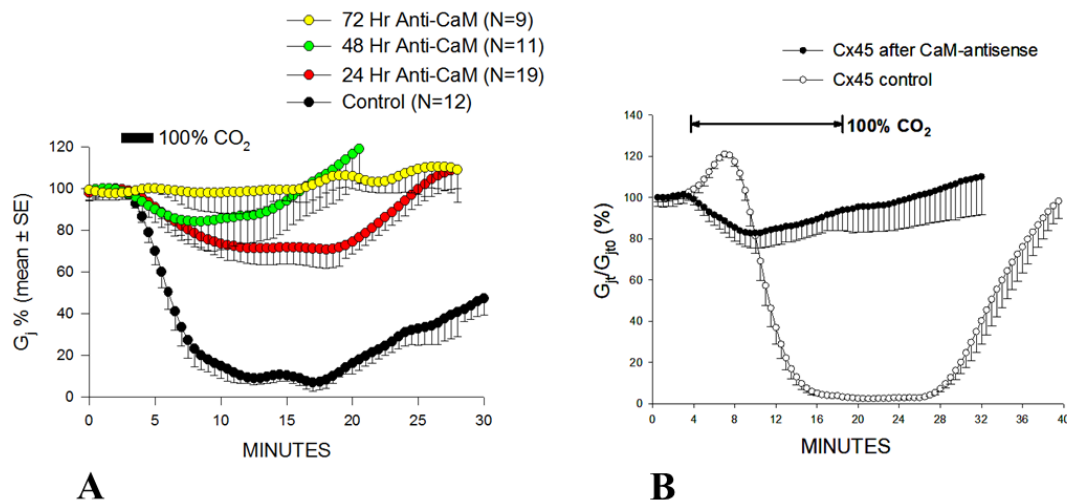 72 Hr Anti-CaM (N=9)
48 Hr Anti-CaM (N=11)
24 Hr Anti-CaM (N=19)
Control (N=12)
100% CO₂
Gⱼ % (mean ± SE)
120
100
80
60
40
20
0
0 5 10 15 20 25 30
MINUTES
A
Cx45 after CaM-antisense
Cx45 control
100% CO₂
Gjt/Gjt0 (%)
140
120
100
80
60
40
20
0
0 4 8 12 16 20 24 28 32 36 40
MINUTES
B